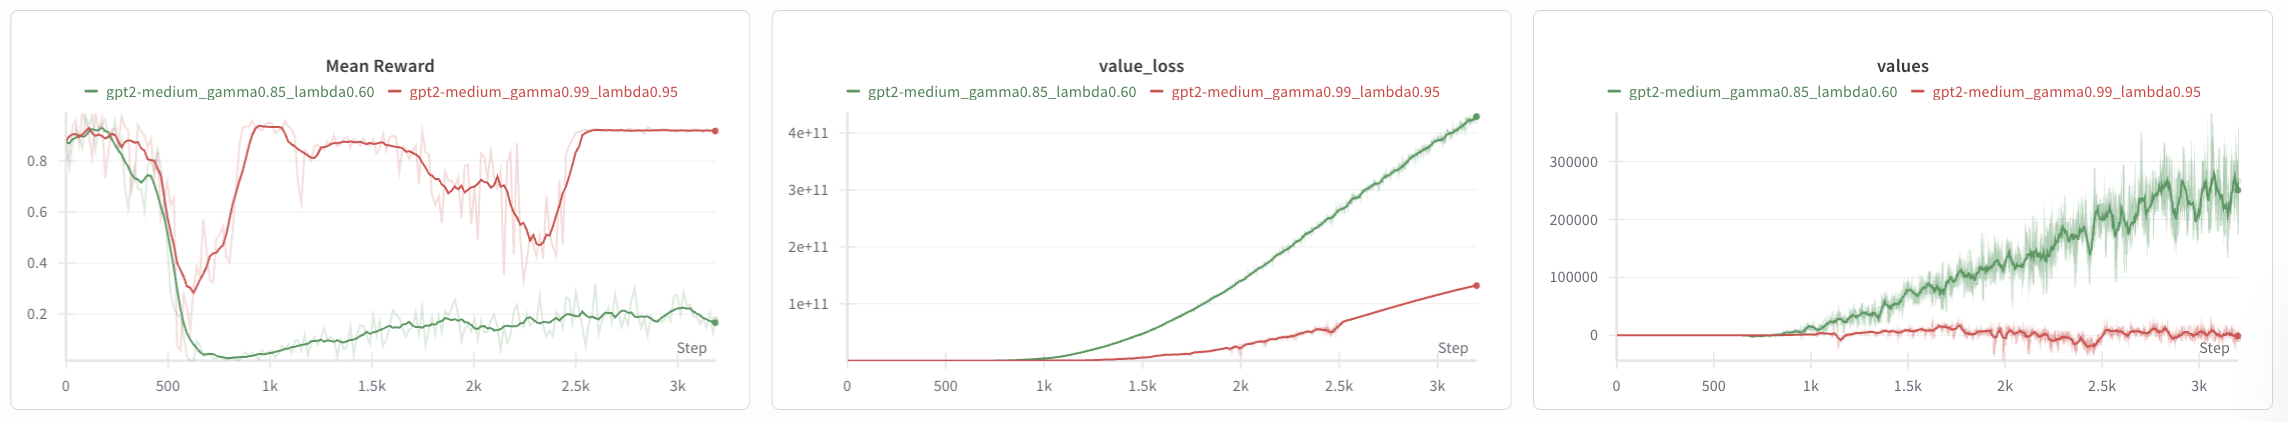 Mean Reward
gpt2-medium_gamma0.85_lambda0.60 gpt2-medium_gamma0.99_lambda0.95
0.8
0.6
0.4
0.2
Step
0 500 1k 1.5k 2k 2.5k 3k
value_loss
gpt2-medium_gamma0.85_lambda0.60 gpt2-medium_gamma0.99_lambda0.95
4e+11
3e+11
2e+11
1e+11
Step
0 500 1k 1.5k 2k 2.5k 3k
values
gpt2-medium_gamma0.85_lambda0.60 gpt2-medium_gamma0.99_lambda0.95
300000
200000
100000
0
Step
0 500 1k 1.5k 2k 2.5k 3k